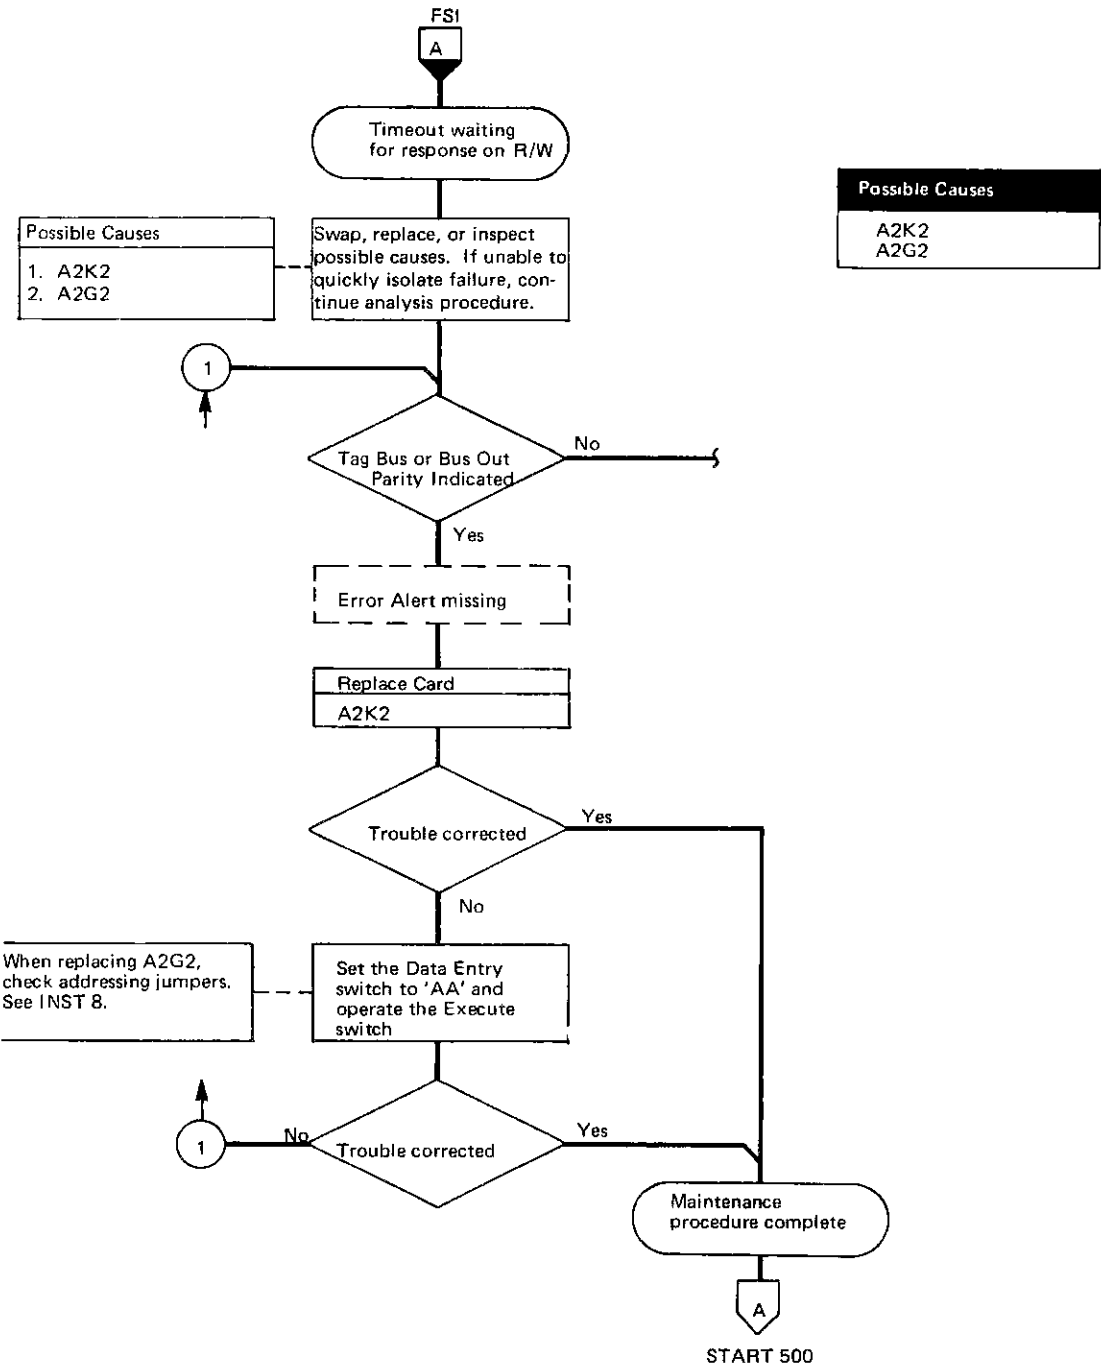 FSI
A
Timeout waiting
for response on R/W
Possible Causes
1. A2K2
2. A2G2
Swap, replace, or inspect
possible causes. If unable to
quickly isolate failure, con-
tinue analysis procedure.
Possible Causes
A2K2
A2G2
1
Tag Bus or Bus Out
Parity Indicated
No
Yes
Error Alert missing
Replace Card
A2K2
Trouble corrected
Yes
No
When replacing A2G2,
check addressing jumpers.
See INST 8.
Set the Data Entry
switch to 'AA' and
operate the Execute
switch
1
No
Trouble corrected
Yes
Maintenance
procedure complete
A
START 500